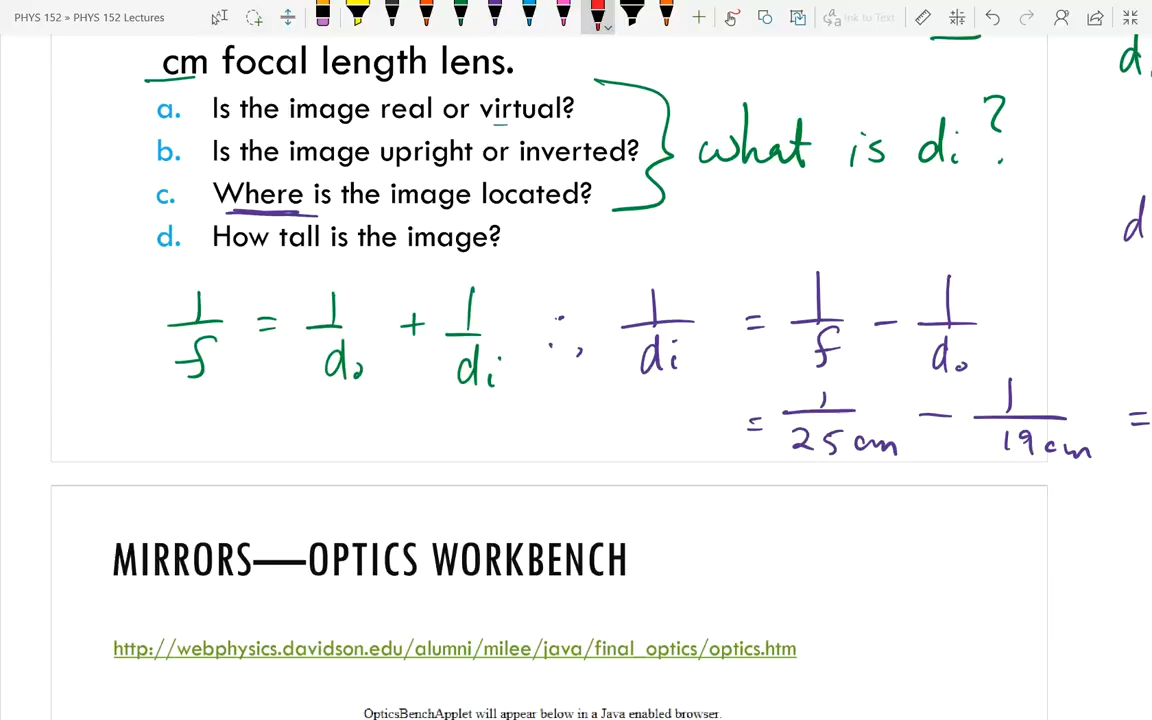 PHYS 152 » PHYS 152 Lectures
Ink to Text
cm focal length lens.
a. Is the image real or virtual?
b. Is the image upright or inverted?
c. Where is the image located?
d. How tall is the image?
what is di?
d
d
1/f = 1/do + 1/di ∴, 1/di = 1/f - 1/do
= 1/25 cm - 1/19 cm =
MIRRORS—OPTICS WORKBENCH
http://webphysics.davidson.edu/alumni/milee/java/final_optics/optics.htm
OpticsBenchApplet will appear below in a Java enabled browser.